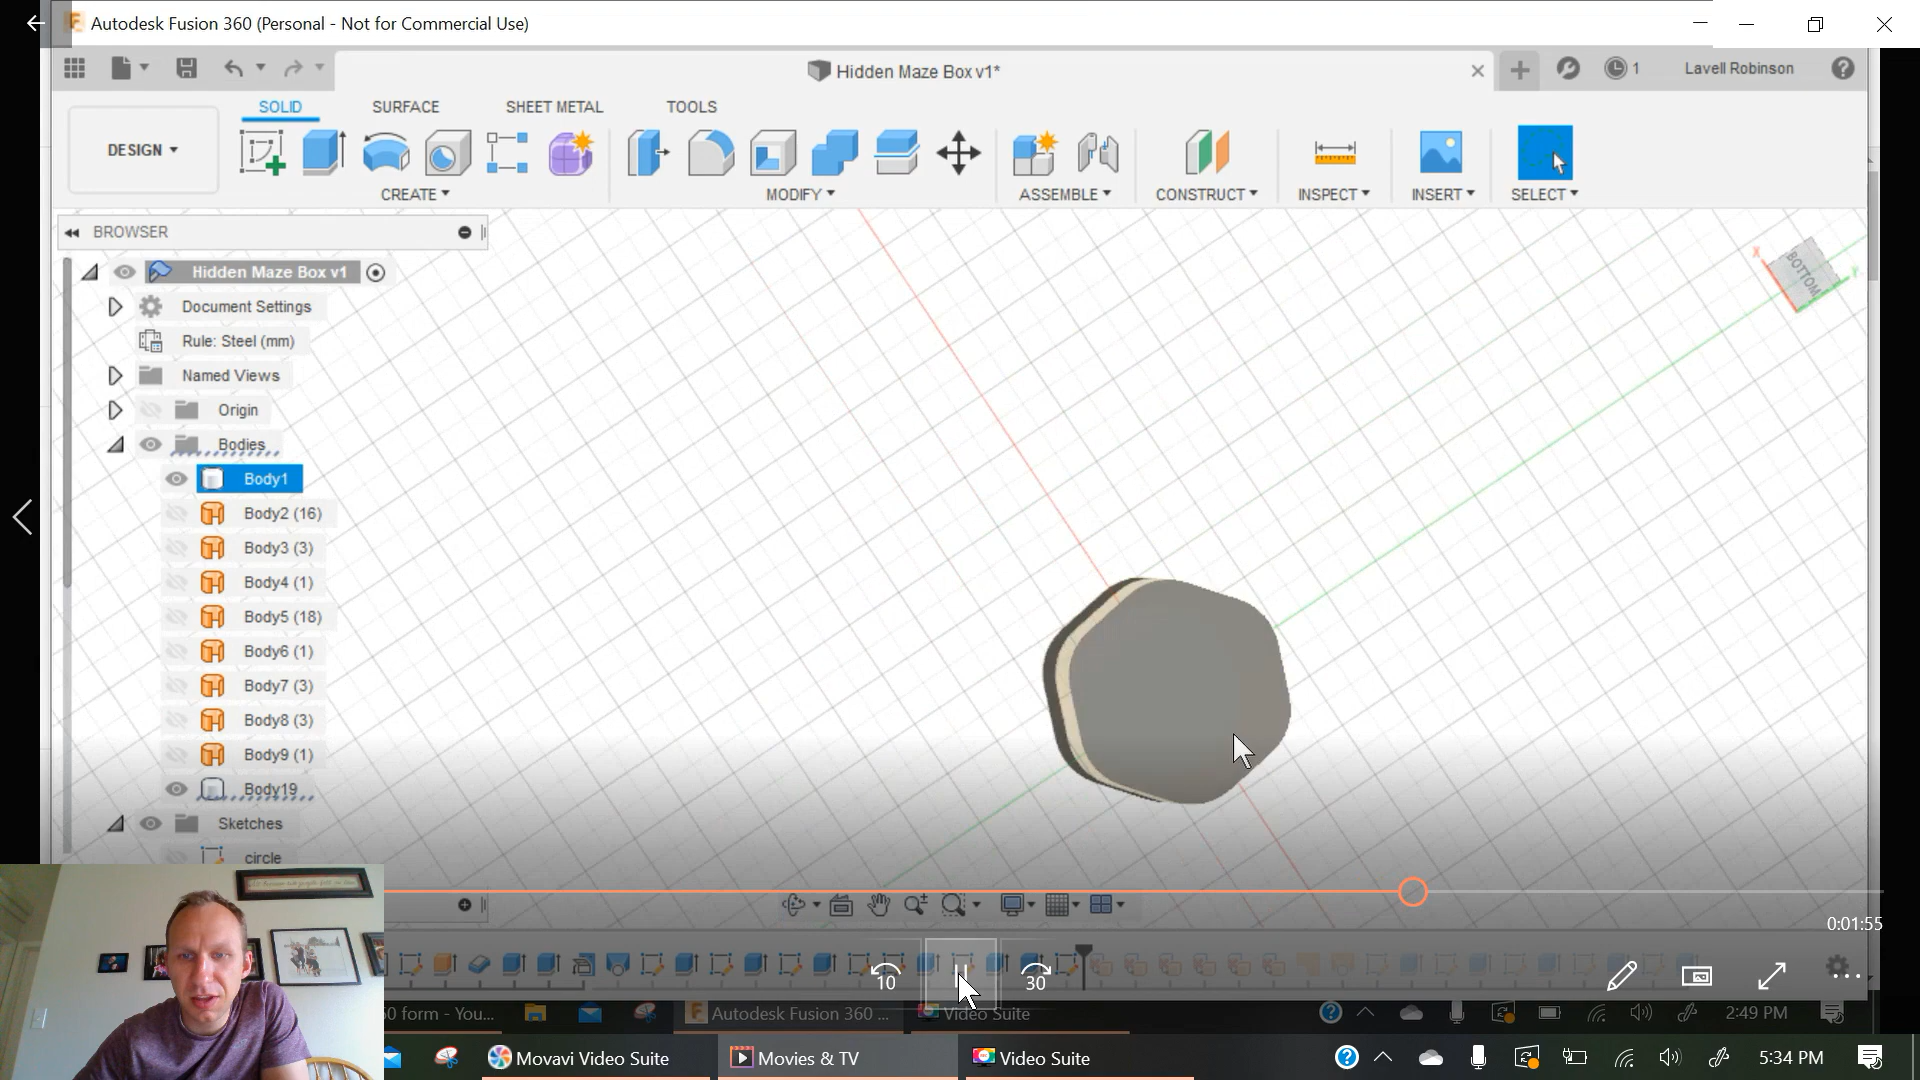 Autodesk Fusion 360 (Personal - Not for Commercial Use)
Hidden Maze Box v1*
1
Lavell Robinson
SOLID
SURFACE
SHEET METAL
TOOLS
DESIGN
CREATE
MODIFY
ASSEMBLE
CONSTRUCT
INSPECT
INSERT
SELECT
BROWSER
Hidden Maze Box v1
Document Settings
Rule: Steel (mm)
Named Views
Origin
Bodies
Body1
Body2 (16)
Body3 (3)
Body4 (1)
Body5 (18)
Body6 (1)
Body7 (3)
Body8 (3)
Body9 (1)
Body19
Sketches
circle
X
Y
BOTTOM
0:01:55
10
30
60 form - You...
Autodesk Fusion 360 ...
Video Suite
2:49 PM
Movavi Video Suite
Movies & TV
Video Suite
5:34 PM